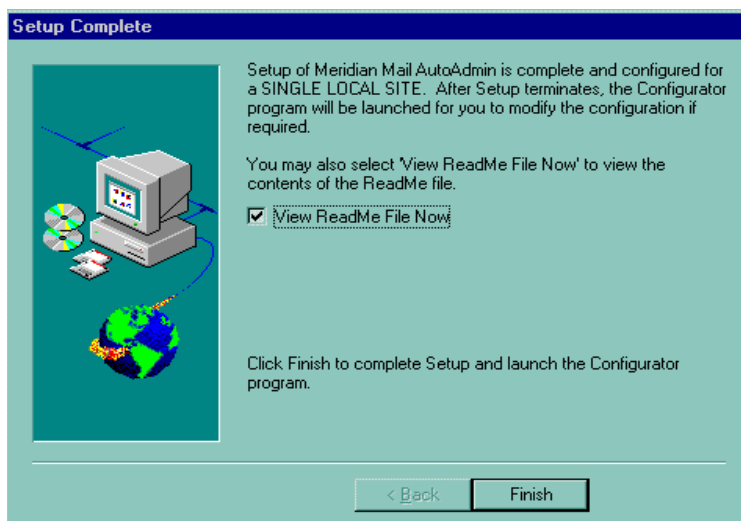 Setup Complete
Setup of Meridian Mail AutoAdmin is complete and configured for
a SINGLE LOCAL SITE.  After Setup terminates, the Configurator
program will be launched for you to modify the configuration if
required.
You may also select 'View ReadMe File Now' to view the
contents of the ReadMe file.
View ReadMe File Now
Click Finish to complete Setup and launch the Configurator
program.
< Back
Finish